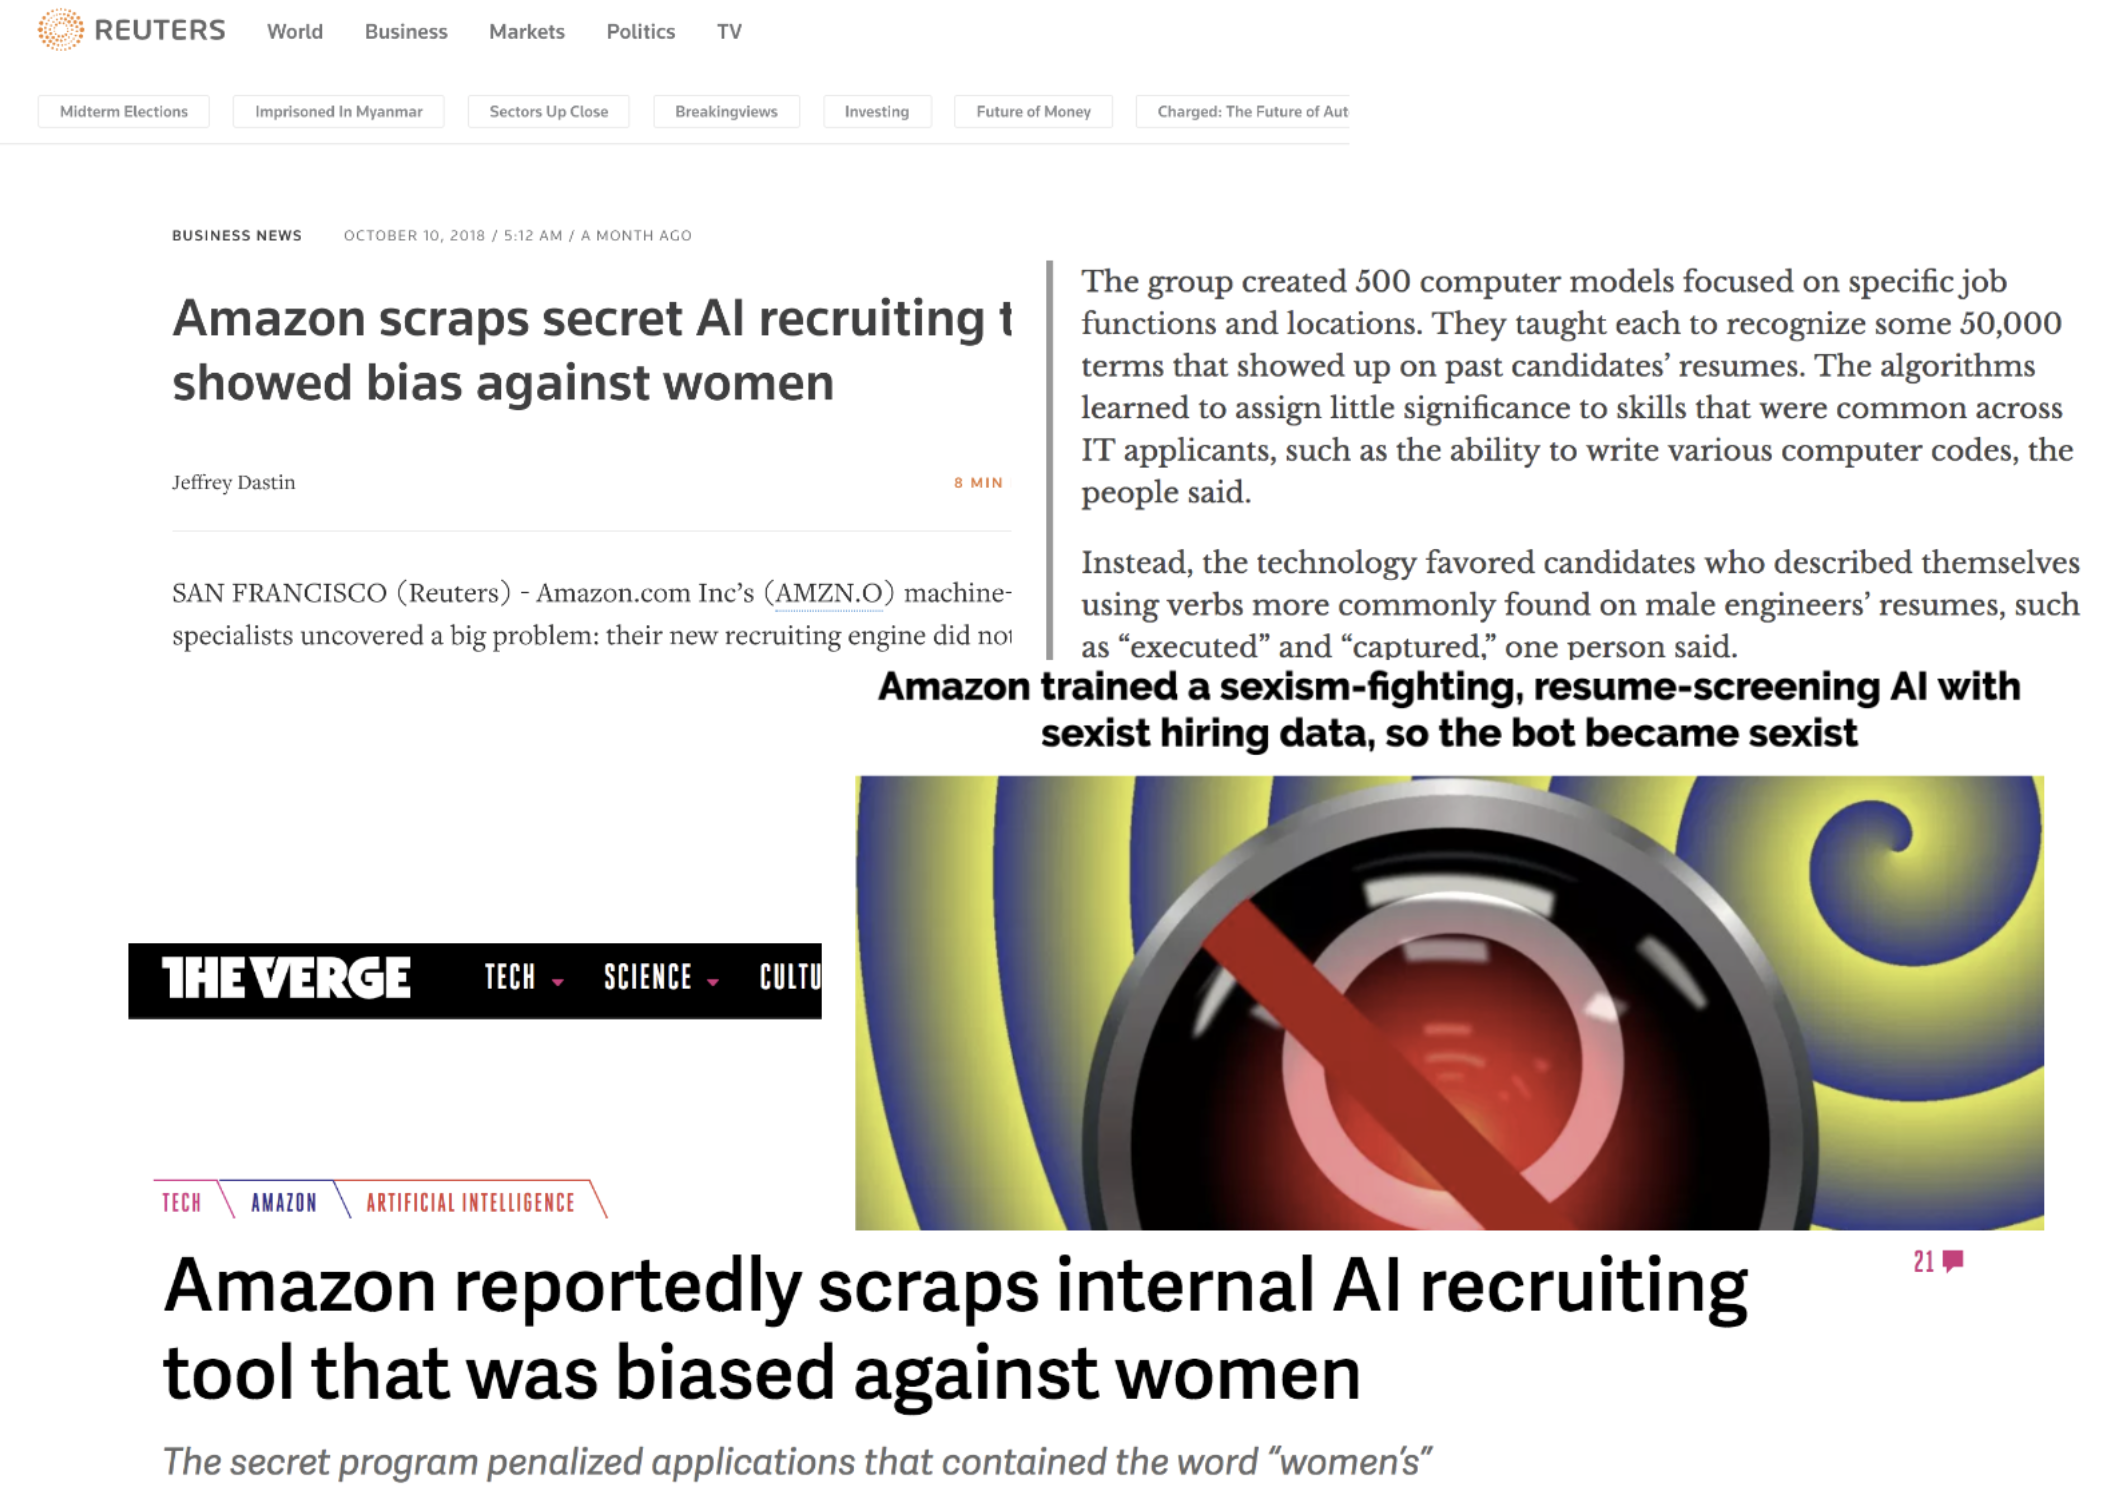 REUTERS World Business Markets Politics TV
Midterm Elections Imprisoned In Myanmar Sectors Up Close Breakingviews Investing Future of Money Charged: The Future of Aut
BUSINESS NEWS OCTOBER 10, 2018 / 5:12 AM / A MONTH AGO
Amazon scraps secret AI recruiting t
showed bias against women
Jeffrey Dastin 8 MIN
SAN FRANCISCO (Reuters) - Amazon.com Inc’s (AMZN.O) machine-
specialists uncovered a big problem: their new recruiting engine did not
The group created 500 computer models focused on specific job
functions and locations. They taught each to recognize some 50,000
terms that showed up on past candidates’ resumes. The algorithms
learned to assign little significance to skills that were common across
IT applicants, such as the ability to write various computer codes, the
people said.
Instead, the technology favored candidates who described themselves
using verbs more commonly found on male engineers’ resumes, such
as “executed” and “captured,” one person said.
Amazon trained a sexism-fighting, resume-screening AI with
sexist hiring data, so the bot became sexist
THE VERGE TECH SCIENCE CULTU
TECH AMAZON ARTIFICIAL INTELLIGENCE
Amazon reportedly scraps internal AI recruiting
tool that was biased against women
21
The secret program penalized applications that contained the word “women’s”